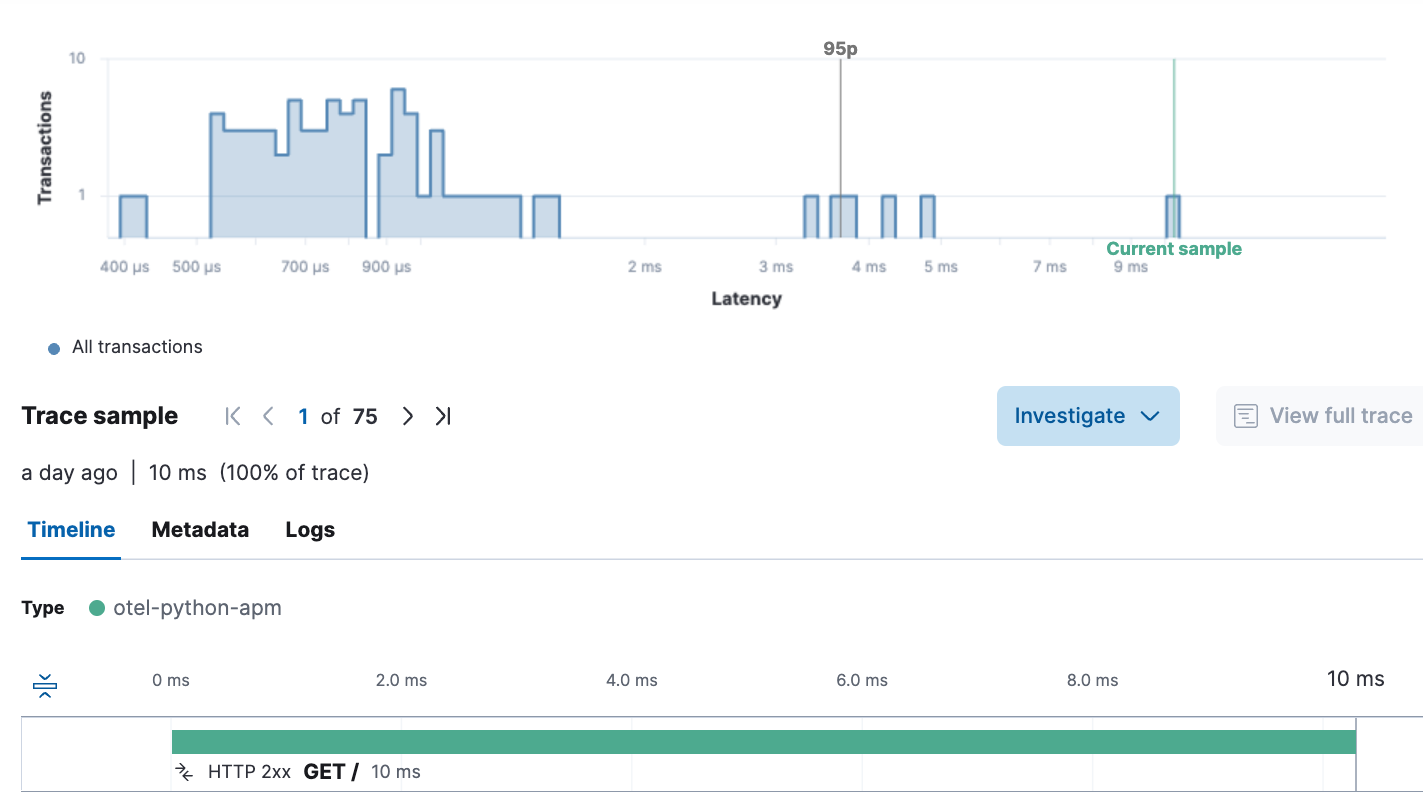 95p
10
Transactions
1
Current sample
400 µs 500 µs 700 µs 900 µs 2 ms 3 ms 4 ms 5 ms 7 ms 9 ms
Latency
All transactions
Trace sample 1 of 75 Investigate View full trace
a day ago | 10 ms (100% of trace)
Timeline Metadata Logs
Type otel-python-apm
0 ms 2.0 ms 4.0 ms 6.0 ms 8.0 ms 10 ms
HTTP 2xx GET / 10 ms